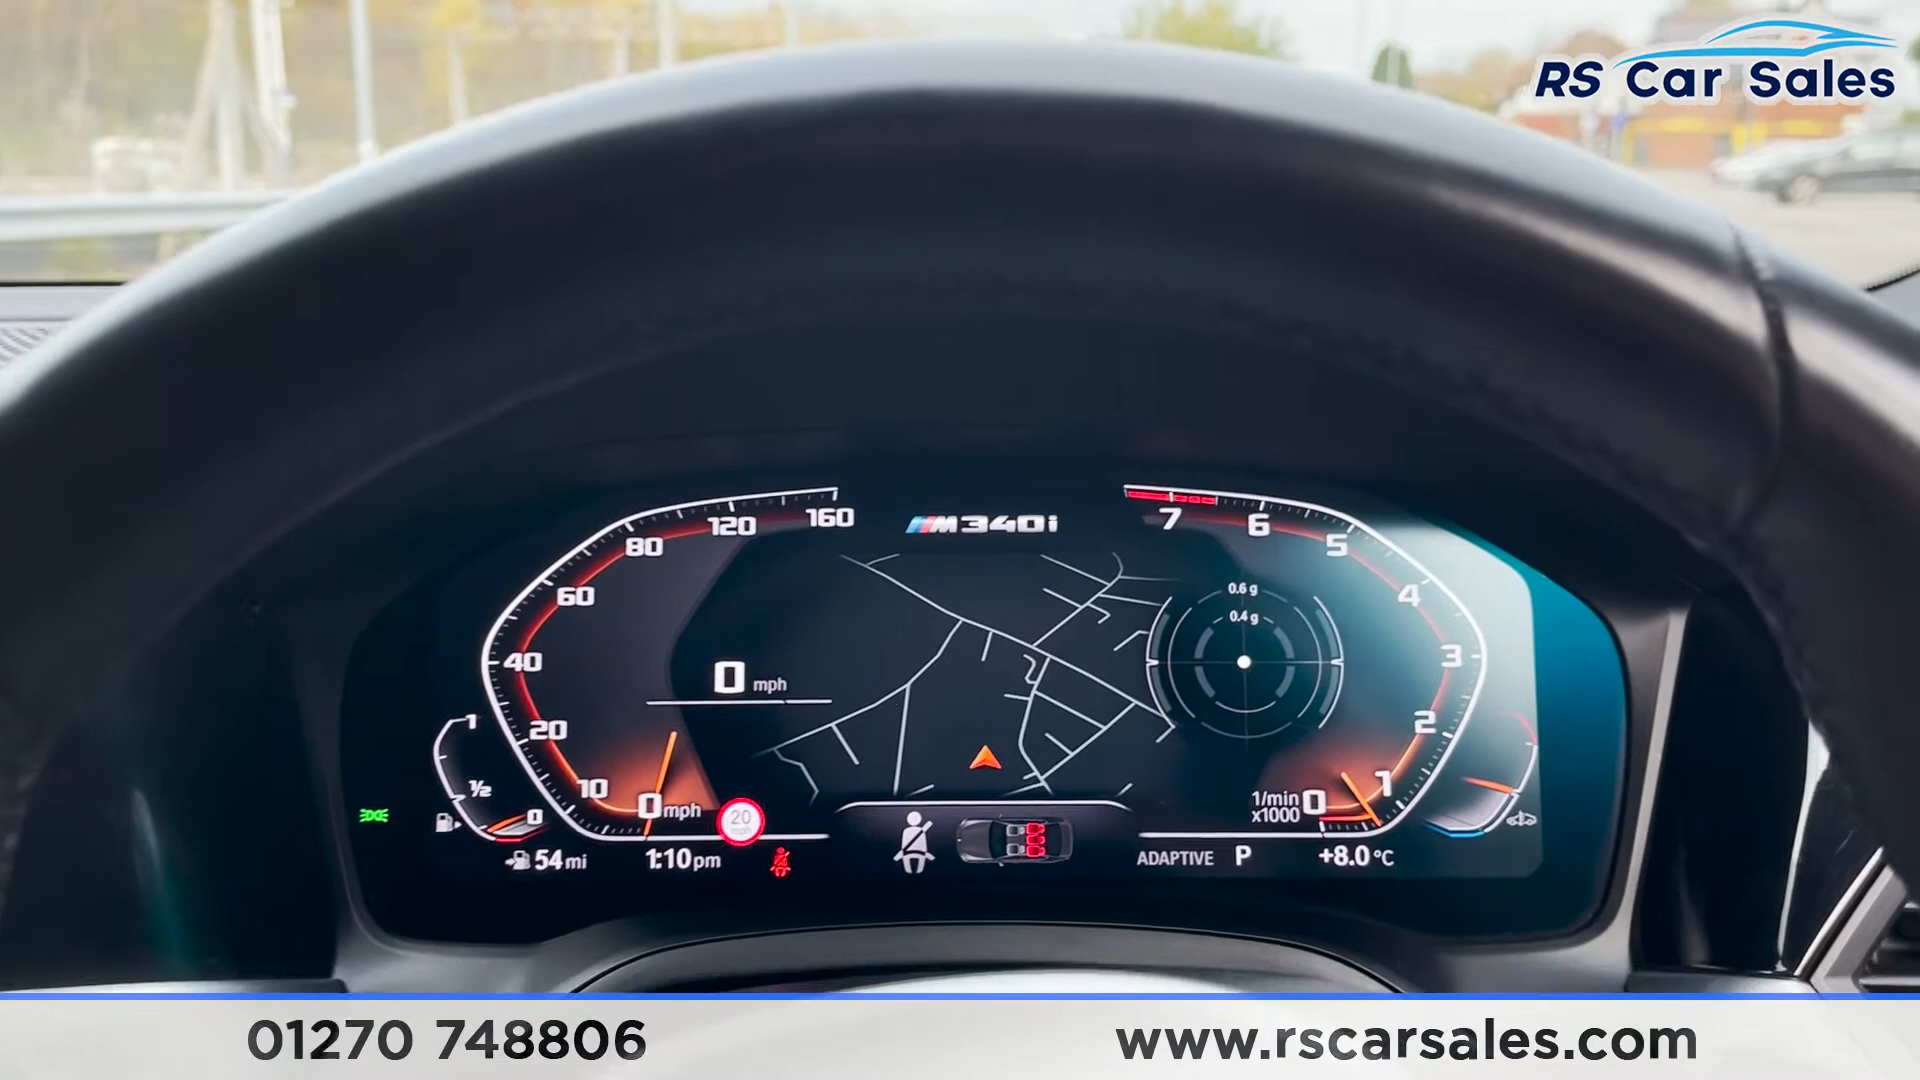 RS Car Sales
160
120
80
60
40
20
10
0 mph
M340i
7
6
5
4
3
2
1
1/min
x1000
0
0 mph
0.6 g
0.4 g
1
1/2
0
20
mph
54 mi
1:10 pm
ADAPTIVE P
+8.0 °C
01270 748806
www.rscarsales.com